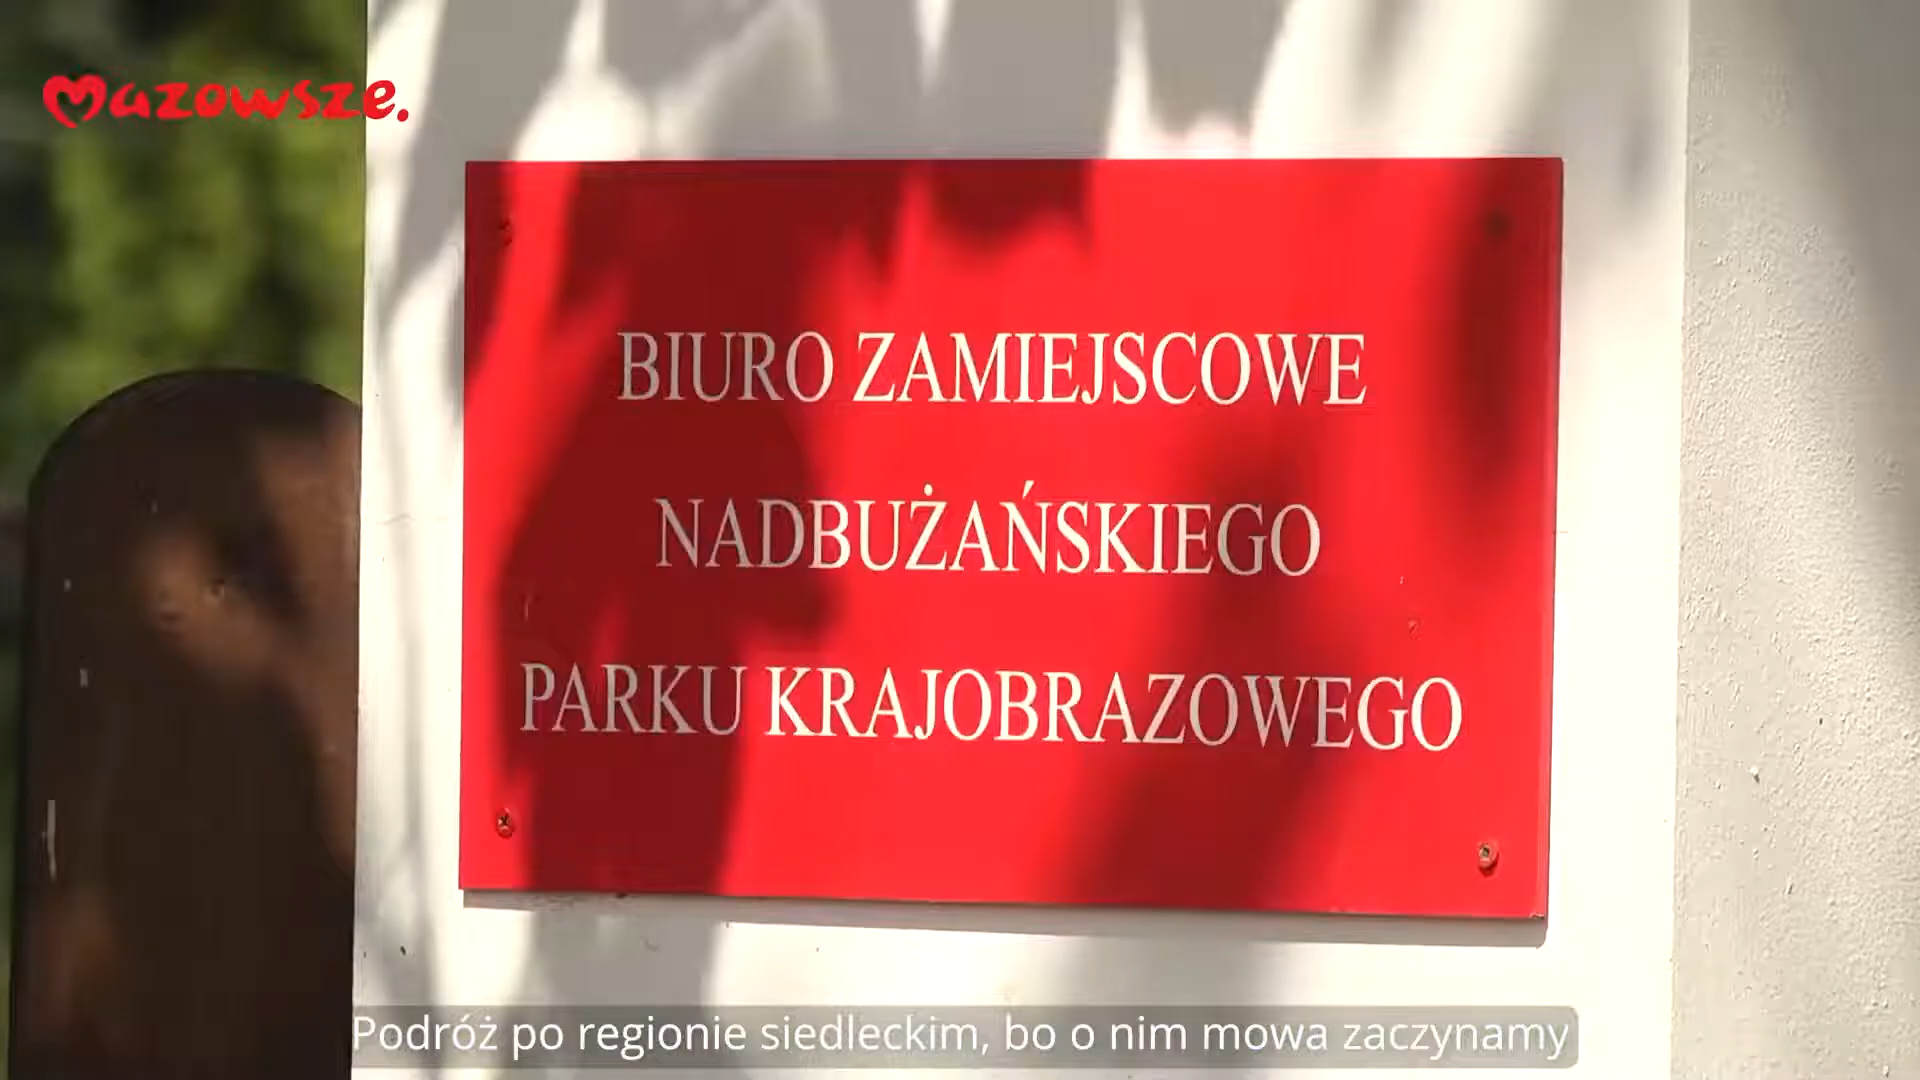 Mazowsze.
BIURO ZAMIEJSCOWE
NADBUŻAŃSKIEGO
PARKU KRAJOBRAZOWEGO
Podróż po regionie siedleckim, bo o nim mowa zaczynamy